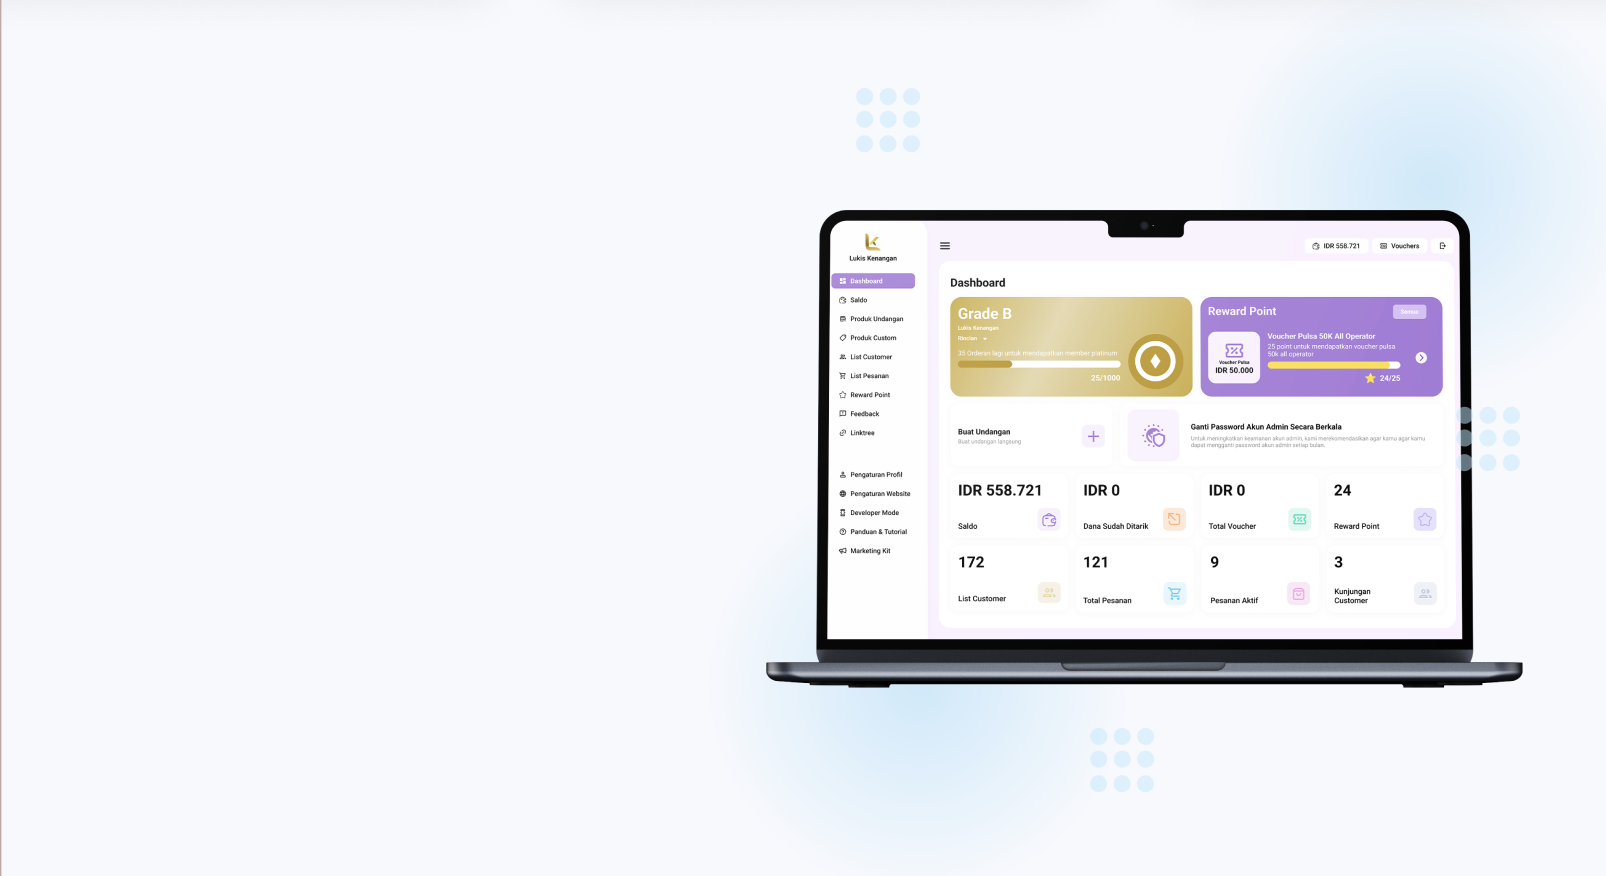 Lukis Kenangan
Dashboard
Saldo
Produk Undangan
Produk Custom
List Customer
List Pesanan
Reward Point
Feedback
Linktree
Pengaturan Profil
Pengaturan Website
Developer Mode
Panduan & Tutorial
Marketing Kit
IDR 558.721
Vouchers
Dashboard
Grade B
Lukis Kenangan
Rincian
35 Orderan lagi untuk mendapatkan member platinum
25/1000
Reward Point
Semua
Voucher Pulsa
IDR 50.000
Voucher Pulsa 50K All Operator
25 point untuk mendapatkan voucher pulsa
50k all operator
24/25
Buat Undangan
Buat undangan langsung
Ganti Password Akun Admin Secara Berkala
Untuk meningkatkan keamanan akun admin, kami merekomendasikan agar kamu agar kamu
dapat mengganti password akun admin setiap bulan.
IDR 558.721
Saldo
IDR 0
Dana Sudah Ditarik
IDR 0
Total Voucher
24
Reward Point
172
List Customer
121
Total Pesanan
9
Pesanan Aktif
3
Kunjungan
Customer